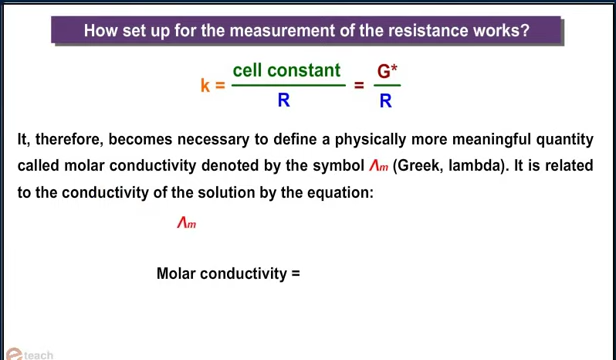 How set up for the measurement of the resistance works?
k = cell constant / R = G* / R
It, therefore, becomes necessary to define a physically more meaningful quantity
called molar conductivity denoted by the symbol Λm (Greek, lambda). It is related
to the conductivity of the solution by the equation:
Λm
Molar conductivity =
e teach